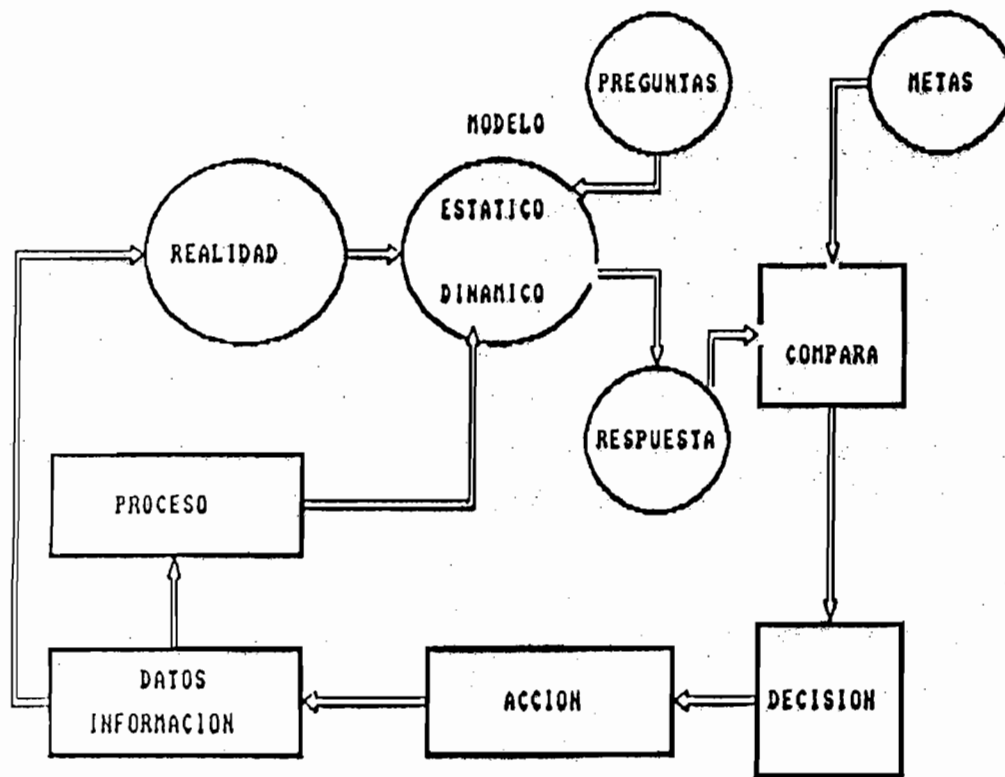 PREGUNTAS
METAS
MODELO
ESTATICO
REALIDAD
DINAMICO
COMPARA
RESPUESTA
PROCESO
DATOS
INFORMACION
ACCION
DECISION